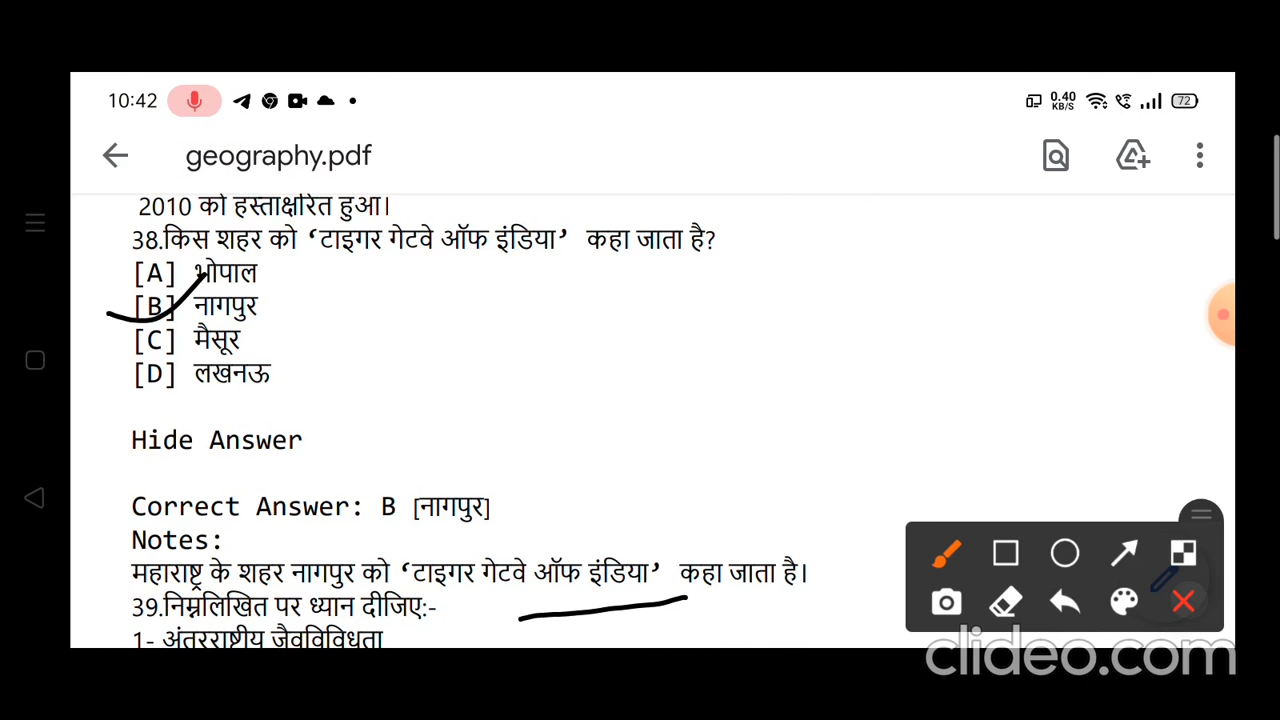 10:42
0.40
KB/S
72
geography.pdf
2010 को हस्ताक्षरित हुआ।
38.किस शहर को ‘टाइगर गेटवे ऑफ इंडिया’ कहा जाता है?
[A] भोपाल
[B] नागपुर
[C] मैसूर
[D] लखनऊ
Hide Answer
Correct Answer: B [नागपुर]
Notes:
महाराष्ट्र के शहर नागपुर को ‘टाइगर गेटवे ऑफ इंडिया’ कहा जाता है।
39.निम्नलिखित पर ध्यान दीजिए:-
1- अंतरराष्टीय जैवविविधता
clideo.com